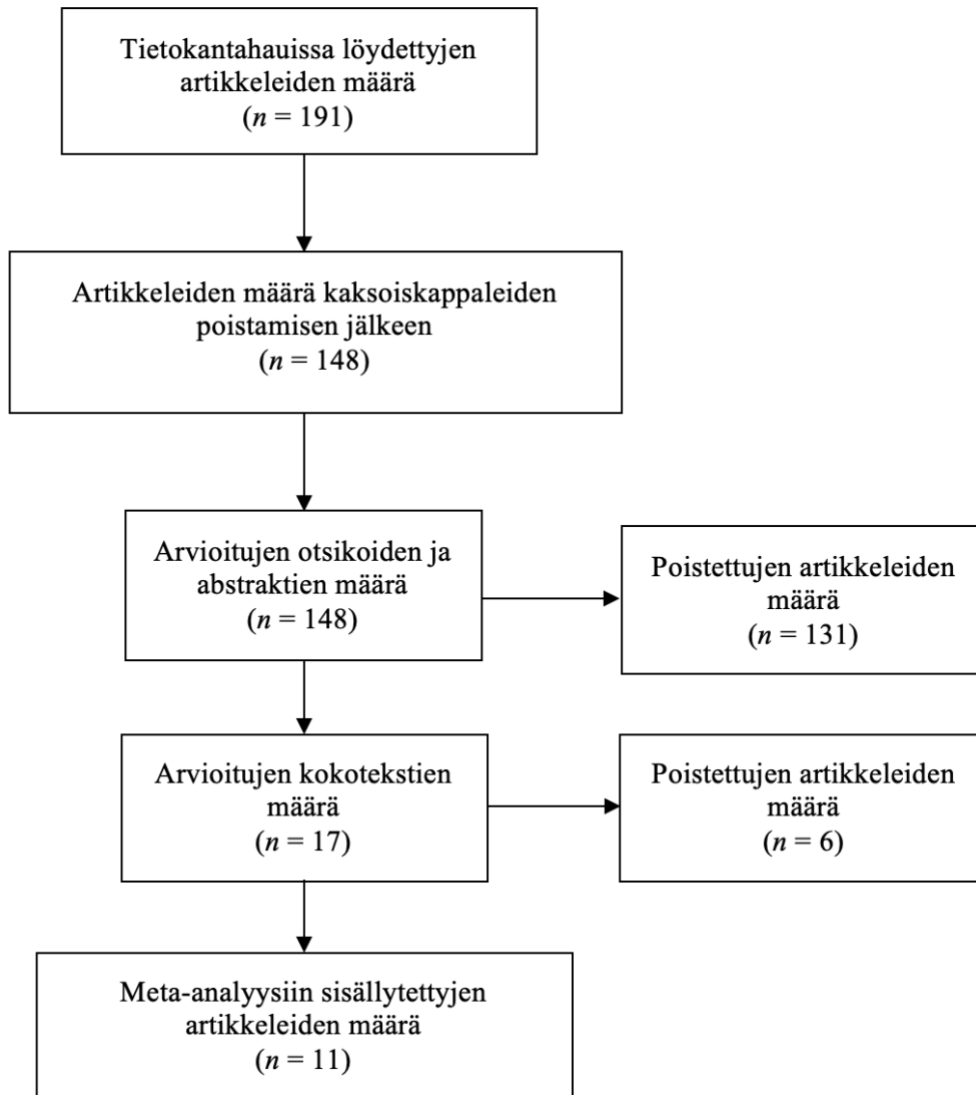 Tietokantahauissa löydettyjen
artikkeleiden määrä
(n = 191)
Artikkeleiden määrä kaksoiskappaleiden
poistamisen jälkeen
(n = 148)
Arvioitujen otsikoiden ja
abstraktien määrä
(n = 148)
Poistettujen artikkeleiden
määrä
(n = 131)
Arvioitujen kokotekstien
määrä
(n = 17)
Poistettujen artikkeleiden
määrä
(n = 6)
Meta-analyysiin sisällytettyjen
artikkeleiden määrä
(n = 11)